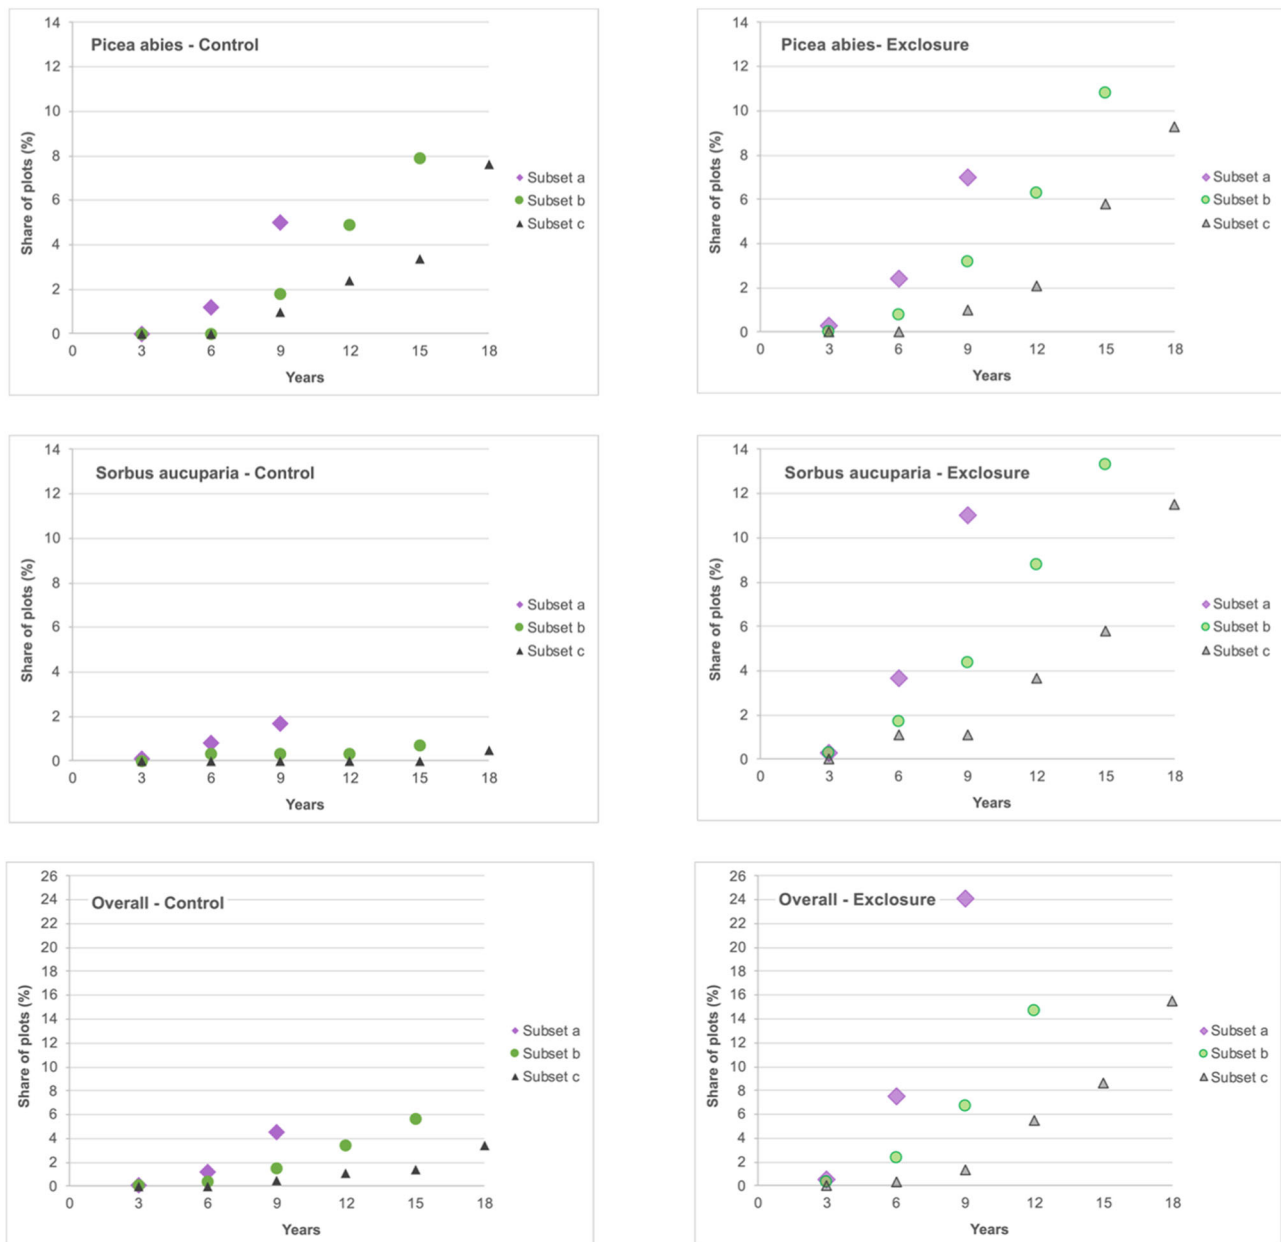 Picea abies - Control
Share of plots (%)
14
12
10
8
6
4
2
0
0 3 6 9 12 15 18
Years
Subset a
Subset b
Subset c
Picea abies- Exclosure
Share of plots (%)
14
12
10
8
6
4
2
0
0 3 6 9 12 15 18
Years
Subset a
Subset b
Subset c
Sorbus aucuparia - Control
Share of plots (%)
14
12
10
8
6
4
2
0
0 3 6 9 12 15 18
Years
Subset a
Subset b
Subset c
Sorbus aucuparia - Exclosure
Share of plots (%)
14
12
10
8
6
4
2
0
0 3 6 9 12 15 18
Years
Subset a
Subset b
Subset c
Overall - Control
Share of plots (%)
26
24
22
20
18
16
14
12
10
8
6
4
2
0
0 3 6 9 12 15 18
Years
Subset a
Subset b
Subset c
Overall - Exclosure
Share of plots (%)
26
24
22
20
18
16
14
12
10
8
6
4
2
0
0 3 6 9 12 15 18
Years
Subset a
Subset b
Subset c